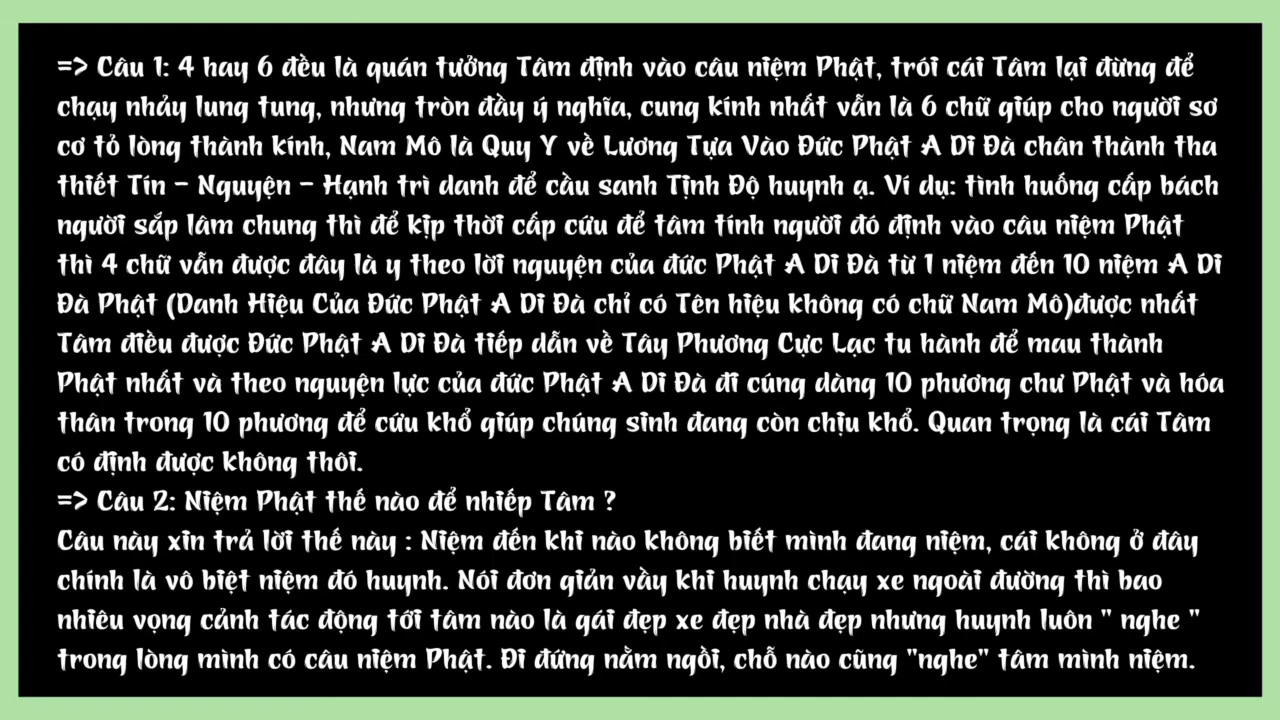 => Câu 1: 4 hay 6 đều là quán tưởng Tâm định vào câu niệm Phật, trói cái Tâm lại đừng để
chạy nhảy lung tung, nhưng tròn đầy ý nghĩa, cung kính nhất vẫn là 6 chữ giúp cho người sơ
cơ tỏ lòng thành kính, Nam Mô là Quy Y về Lương Tựa Vào Đức Phật A Di Đà chân thành tha
thiết Tín - Nguyện - Hạnh trì danh để cầu sanh Tịnh Độ huynh ạ. Ví dụ: tình huống cấp bách
người sắp lâm chung thì để kịp thời cấp cứu để tâm tính người đó định vào câu niệm Phật
thì 4 chữ vẫn được đây là y theo lời nguyện của đức Phật A Di Đà từ 1 niệm đến 10 niệm A Di
Đà Phật (Danh Hiệu Của Đức Phật A Di Đà chỉ có Tên hiệu không có chữ Nam Mô)được nhất
Tâm điều được Đức Phật A Di Đà tiếp dẫn về Tây Phương Cực Lạc tu hành để mau thành
Phật nhất và theo nguyện lực của đức Phật A Di Đà đi cúng dàng 10 phương chư Phật và hóa
thân trong 10 phương để cứu khổ giúp chúng sinh đang còn chịu khổ. Quan trọng là cái Tâm
có định được không thôi.
=> Câu 2: Niệm Phật thế nào để nhiếp Tâm ?
Câu này xin trả lời thế này : Niệm đến khi nào không biết mình đang niệm, cái không ở đây
chính là vô biệt niệm đó huynh. Nói đơn giản vầy khi huynh chạy xe ngoài đường thì bao
nhiêu vọng cảnh tác động tới tâm nào là gái đẹp xe đẹp nhà đẹp nhưng huynh luôn " nghe "
trong lòng mình có câu niệm Phật. Đi đứng nằm ngồi, chỗ nào cũng "nghe" tâm mình niệm.